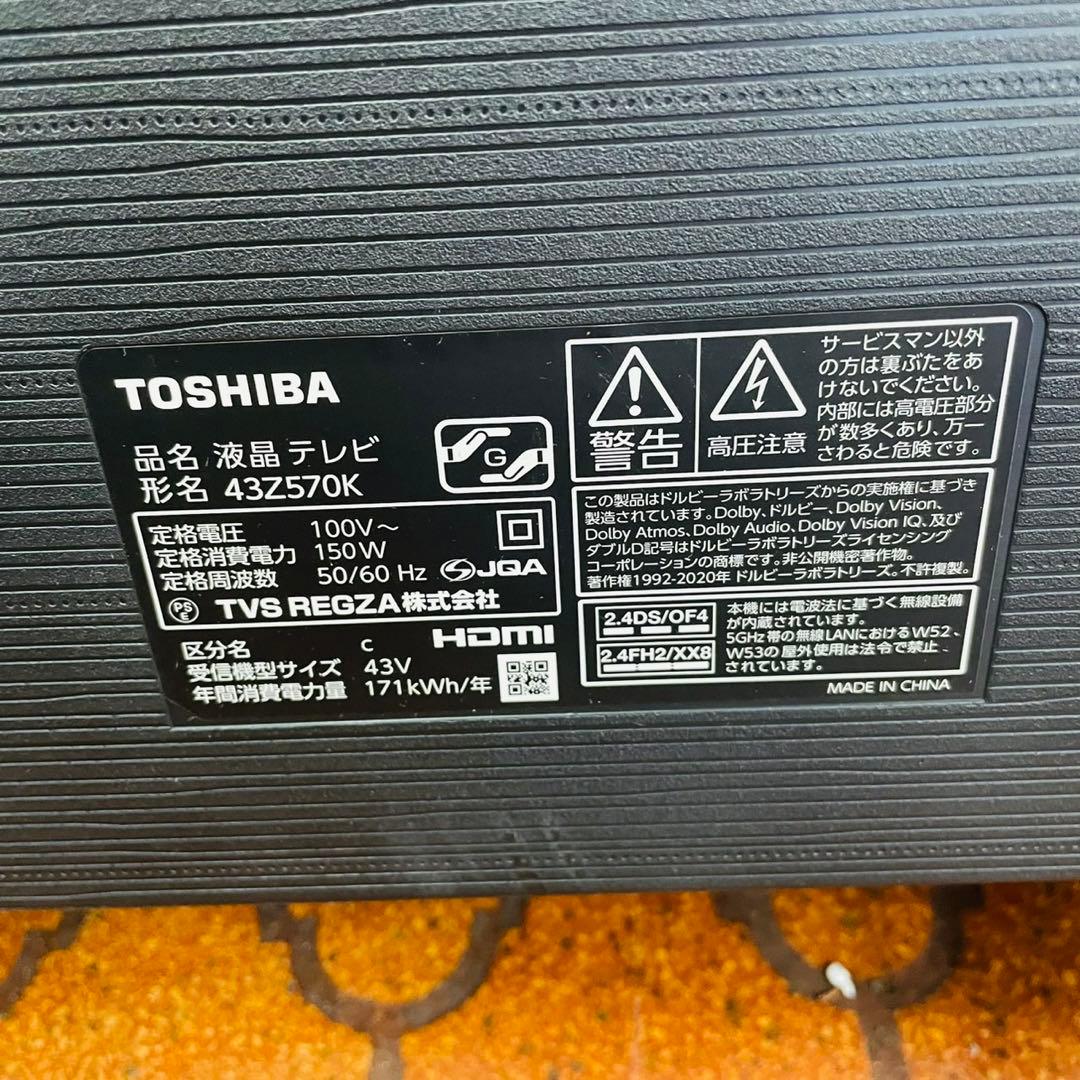 TOSHIBA
品名 液晶テレビ
形名 43Z570K
G
定格電圧 100V～
定格消費電力 150W
定格周波数 50/60 Hz JQA
PSE TVS REGZA株式会社
区分名 C HDMI
受信機型サイズ 43V
年間消費電力量 171kWh/年
警告
高圧注意
サービスマン以外
の方は裏ぶたをあ
けないでください。
内部には高電圧部分
が数多くあり、万一
さわると危険です。
この製品はドルビーラボラトリーズからの実施権に基づき
製造されています。Dolby、ドルビー、Dolby Vision、
Dolby Atmos、Dolby Audio、Dolby Vision IQ、及び
ダブルD記号はドルビーラボラトリーズライセンシング
コーポレーションの商標です。非公開機密著作物。
著作権1992-2020年 ドルビーラボラトリーズ。不許複製。
2.4DS/OF4
2.4FH2/XX8
本機には電波法に基づく無線設備
が内蔵されています。
5GHz帯の無線LANにおけるW52、
W53の屋外使用は法令で禁止
されています。
MADE IN CHINA